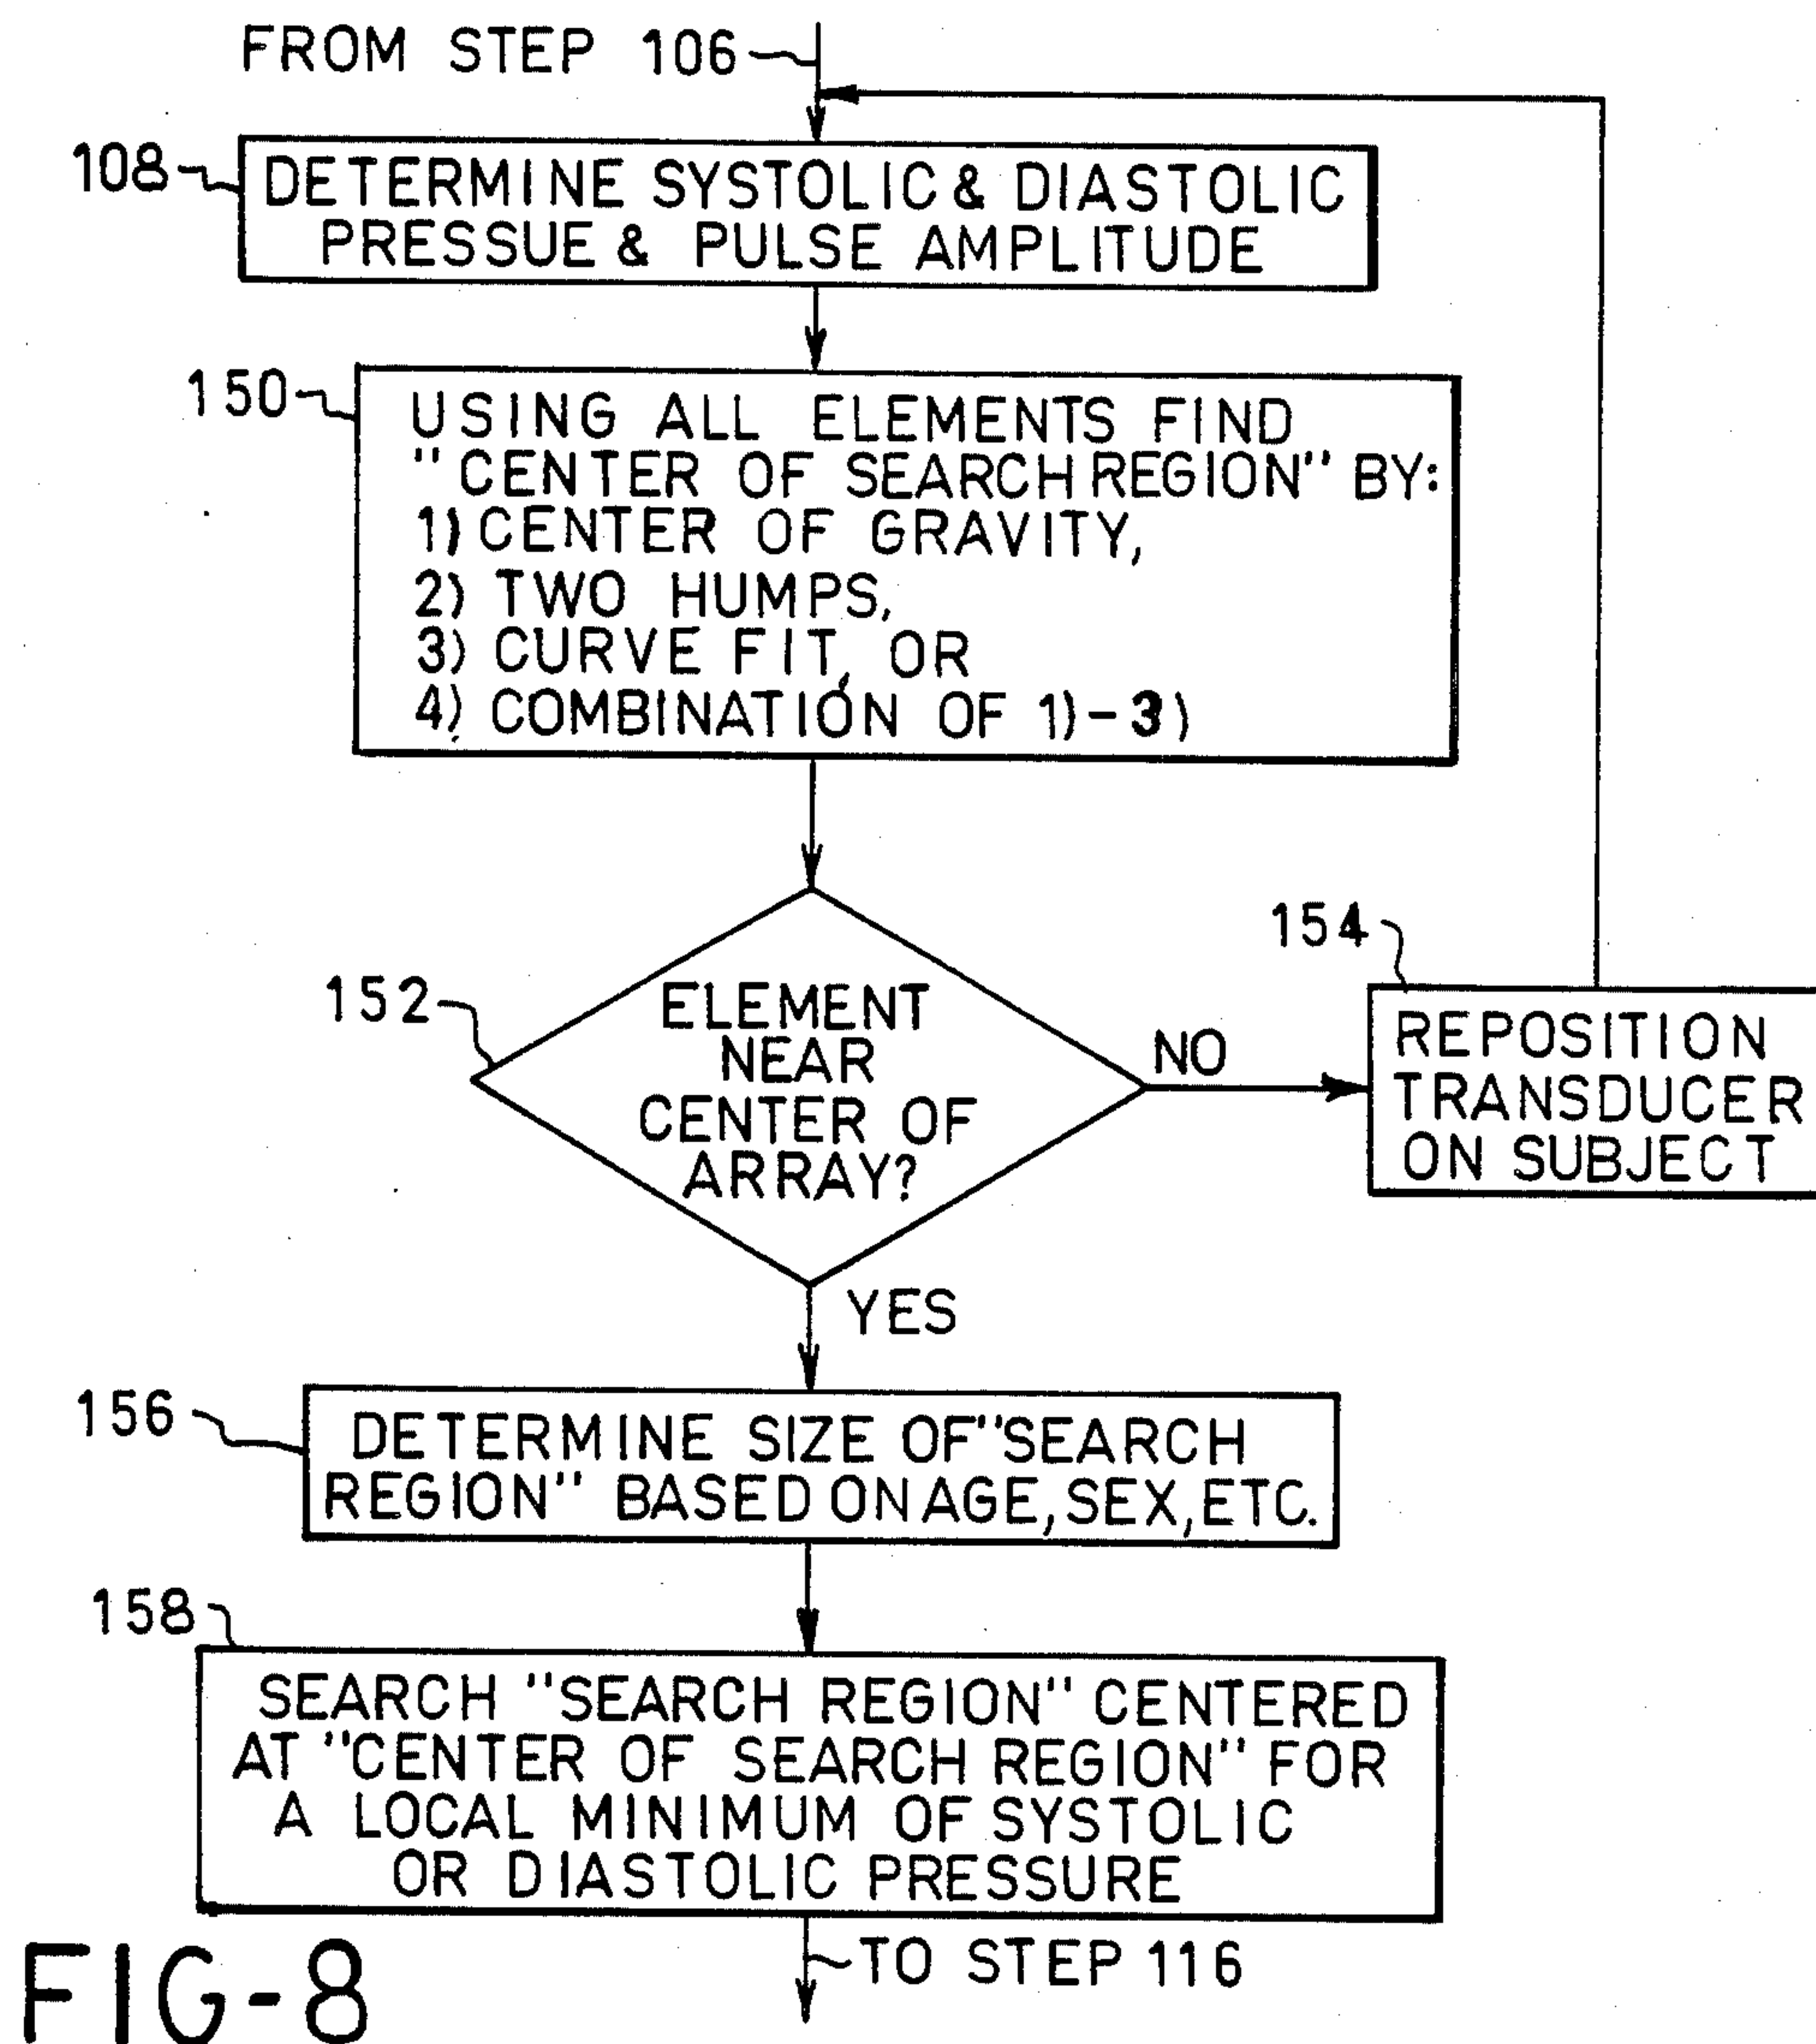 FROM STEP 106
108
DETERMINE SYSTOLIC & DIASTOLIC
PRESSUE & PULSE AMPLITUDE
150
USING ALL ELEMENTS FIND
"CENTER OF SEARCH REGION" BY:
1) CENTER OF GRAVITY,
2) TWO HUMPS,
3) CURVE FIT, OR
4) COMBINATION OF 1)-3)
152
ELEMENT
NEAR
CENTER OF
ARRAY?
NO
154
REPOSITION
TRANSDUCER
ON SUBJECT
YES
156
DETERMINE SIZE OF "SEARCH
REGION" BASED ON AGE, SEX, ETC.
158
SEARCH "SEARCH REGION" CENTERED
AT "CENTER OF SEARCH REGION" FOR
A LOCAL MINIMUM OF SYSTOLIC
OR DIASTOLIC PRESSURE
TO STEP 116
FIG-8